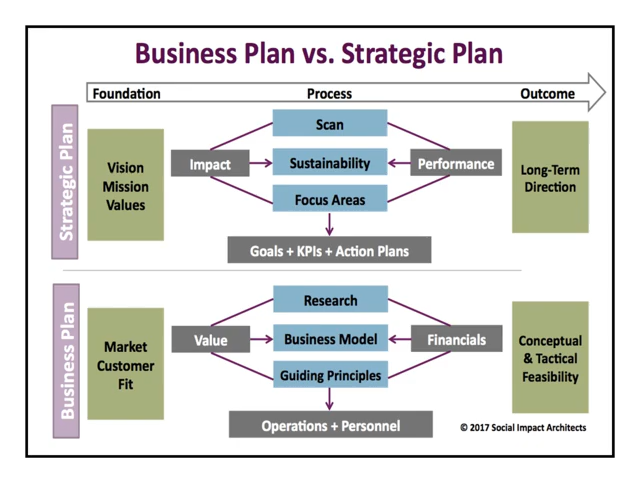 Business Plan vs. Strategic Plan
Foundation
Process
Outcome
Strategic Plan
Vision
Mission
Values
Impact
Scan
Sustainability
Focus Areas
Performance
Goals + KPIs + Action Plans
Long-Term
Direction
Business Plan
Market
Customer
Fit
Value
Research
Business Model
Guiding Principles
Financials
Operations + Personnel
Conceptual
& Tactical
Feasibility
© 2017 Social Impact Architects